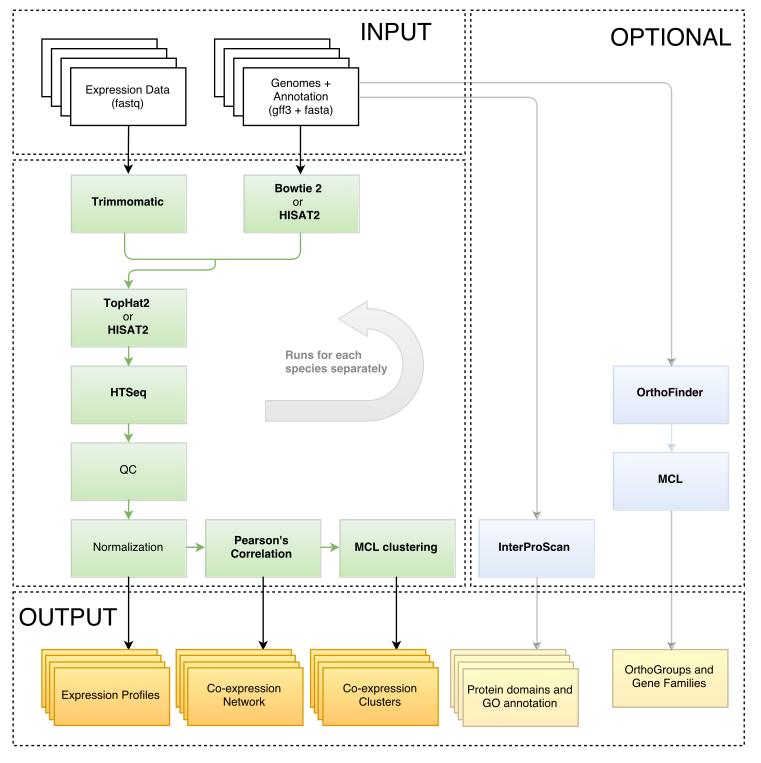 INPUT
OPTIONAL
Expression Data
(fastq)
Genomes +
Annotation
(gff3 + fasta)
Trimmomatic
Bowtie 2
or
HISAT2
TopHat2
or
HISAT2
Runs for each
species separately
HTSeq
OrthoFinder
QC
MCL
Normalization
Pearson's
Correlation
MCL clustering
InterProScan
OUTPUT
Expression Profiles
Co-expression
Network
Co-expression
Clusters
Protein domains and
GO annotation
OrthoGroups and
Gene Families